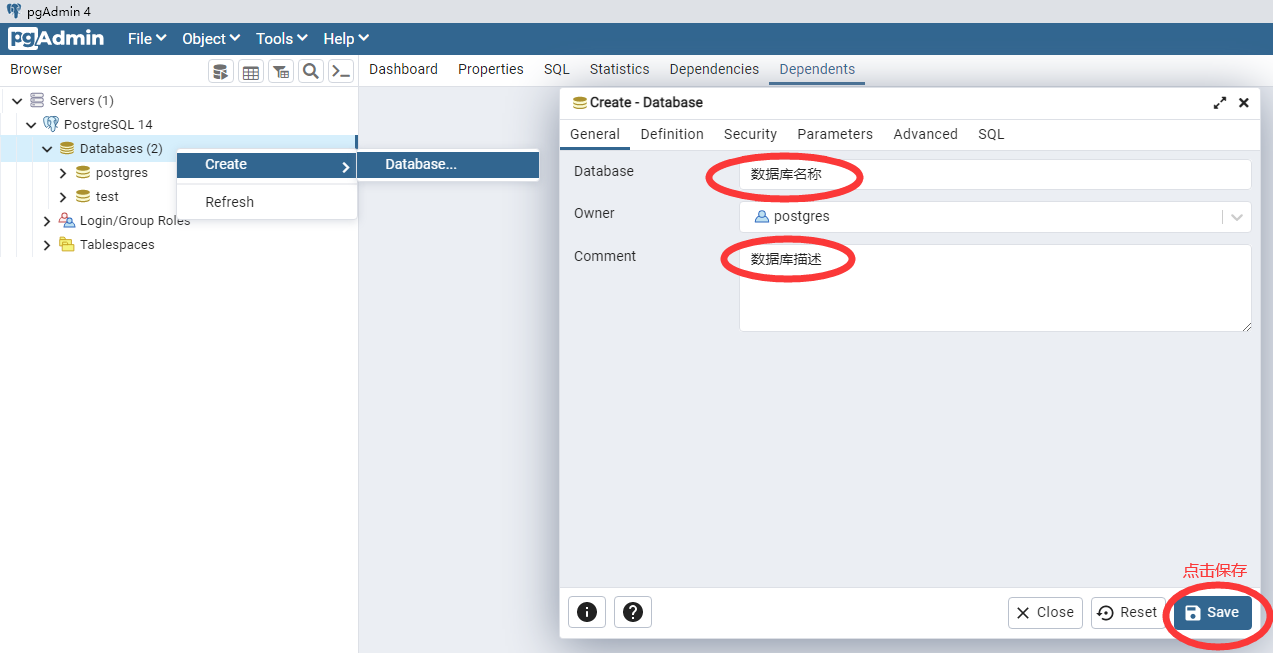 pgAdmin 4
pgAdmin File Object Tools Help
Browser
Dashboard Properties SQL Statistics Dependencies Dependents
Servers (1)
PostgreSQL 14
Databases (2)
postgres
test
Login/Group Roles
Tablespaces
Create
Database...
Refresh
Create - Database
General Definition Security Parameters Advanced SQL
Database 数据库名称
Owner postgres
Comment 数据库描述
点击保存
Close Reset Save